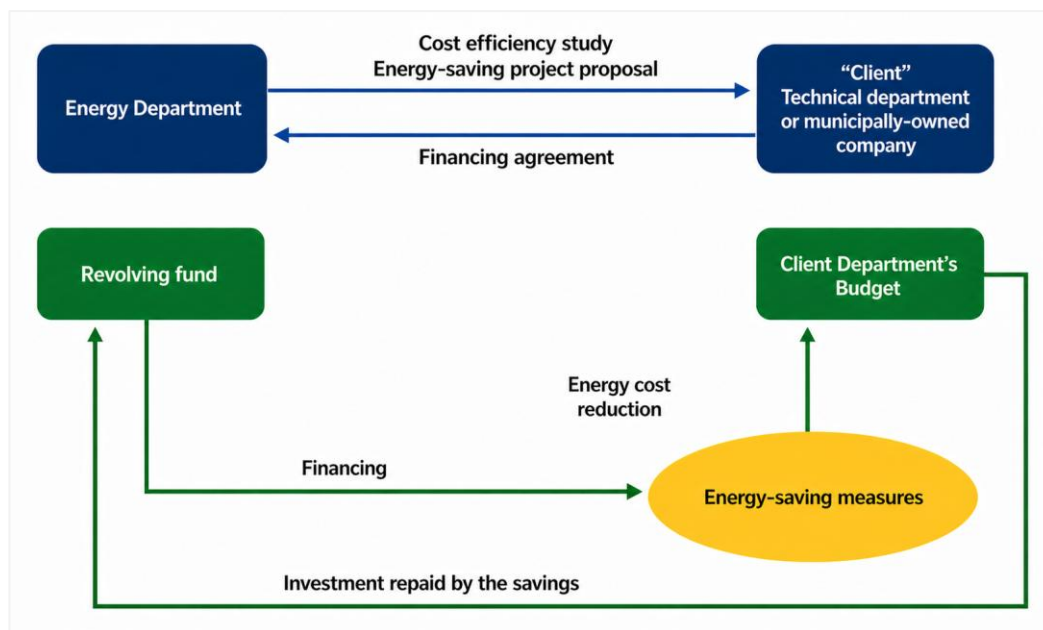 Cost efficiency study
Energy-saving project proposal
Energy Department
“Client”
Technical department
or municipally-owned
company
Financing agreement
Revolving fund
Client Department’s
Budget
Energy cost
reduction
Financing
Energy-saving measures
Investment repaid by the savings